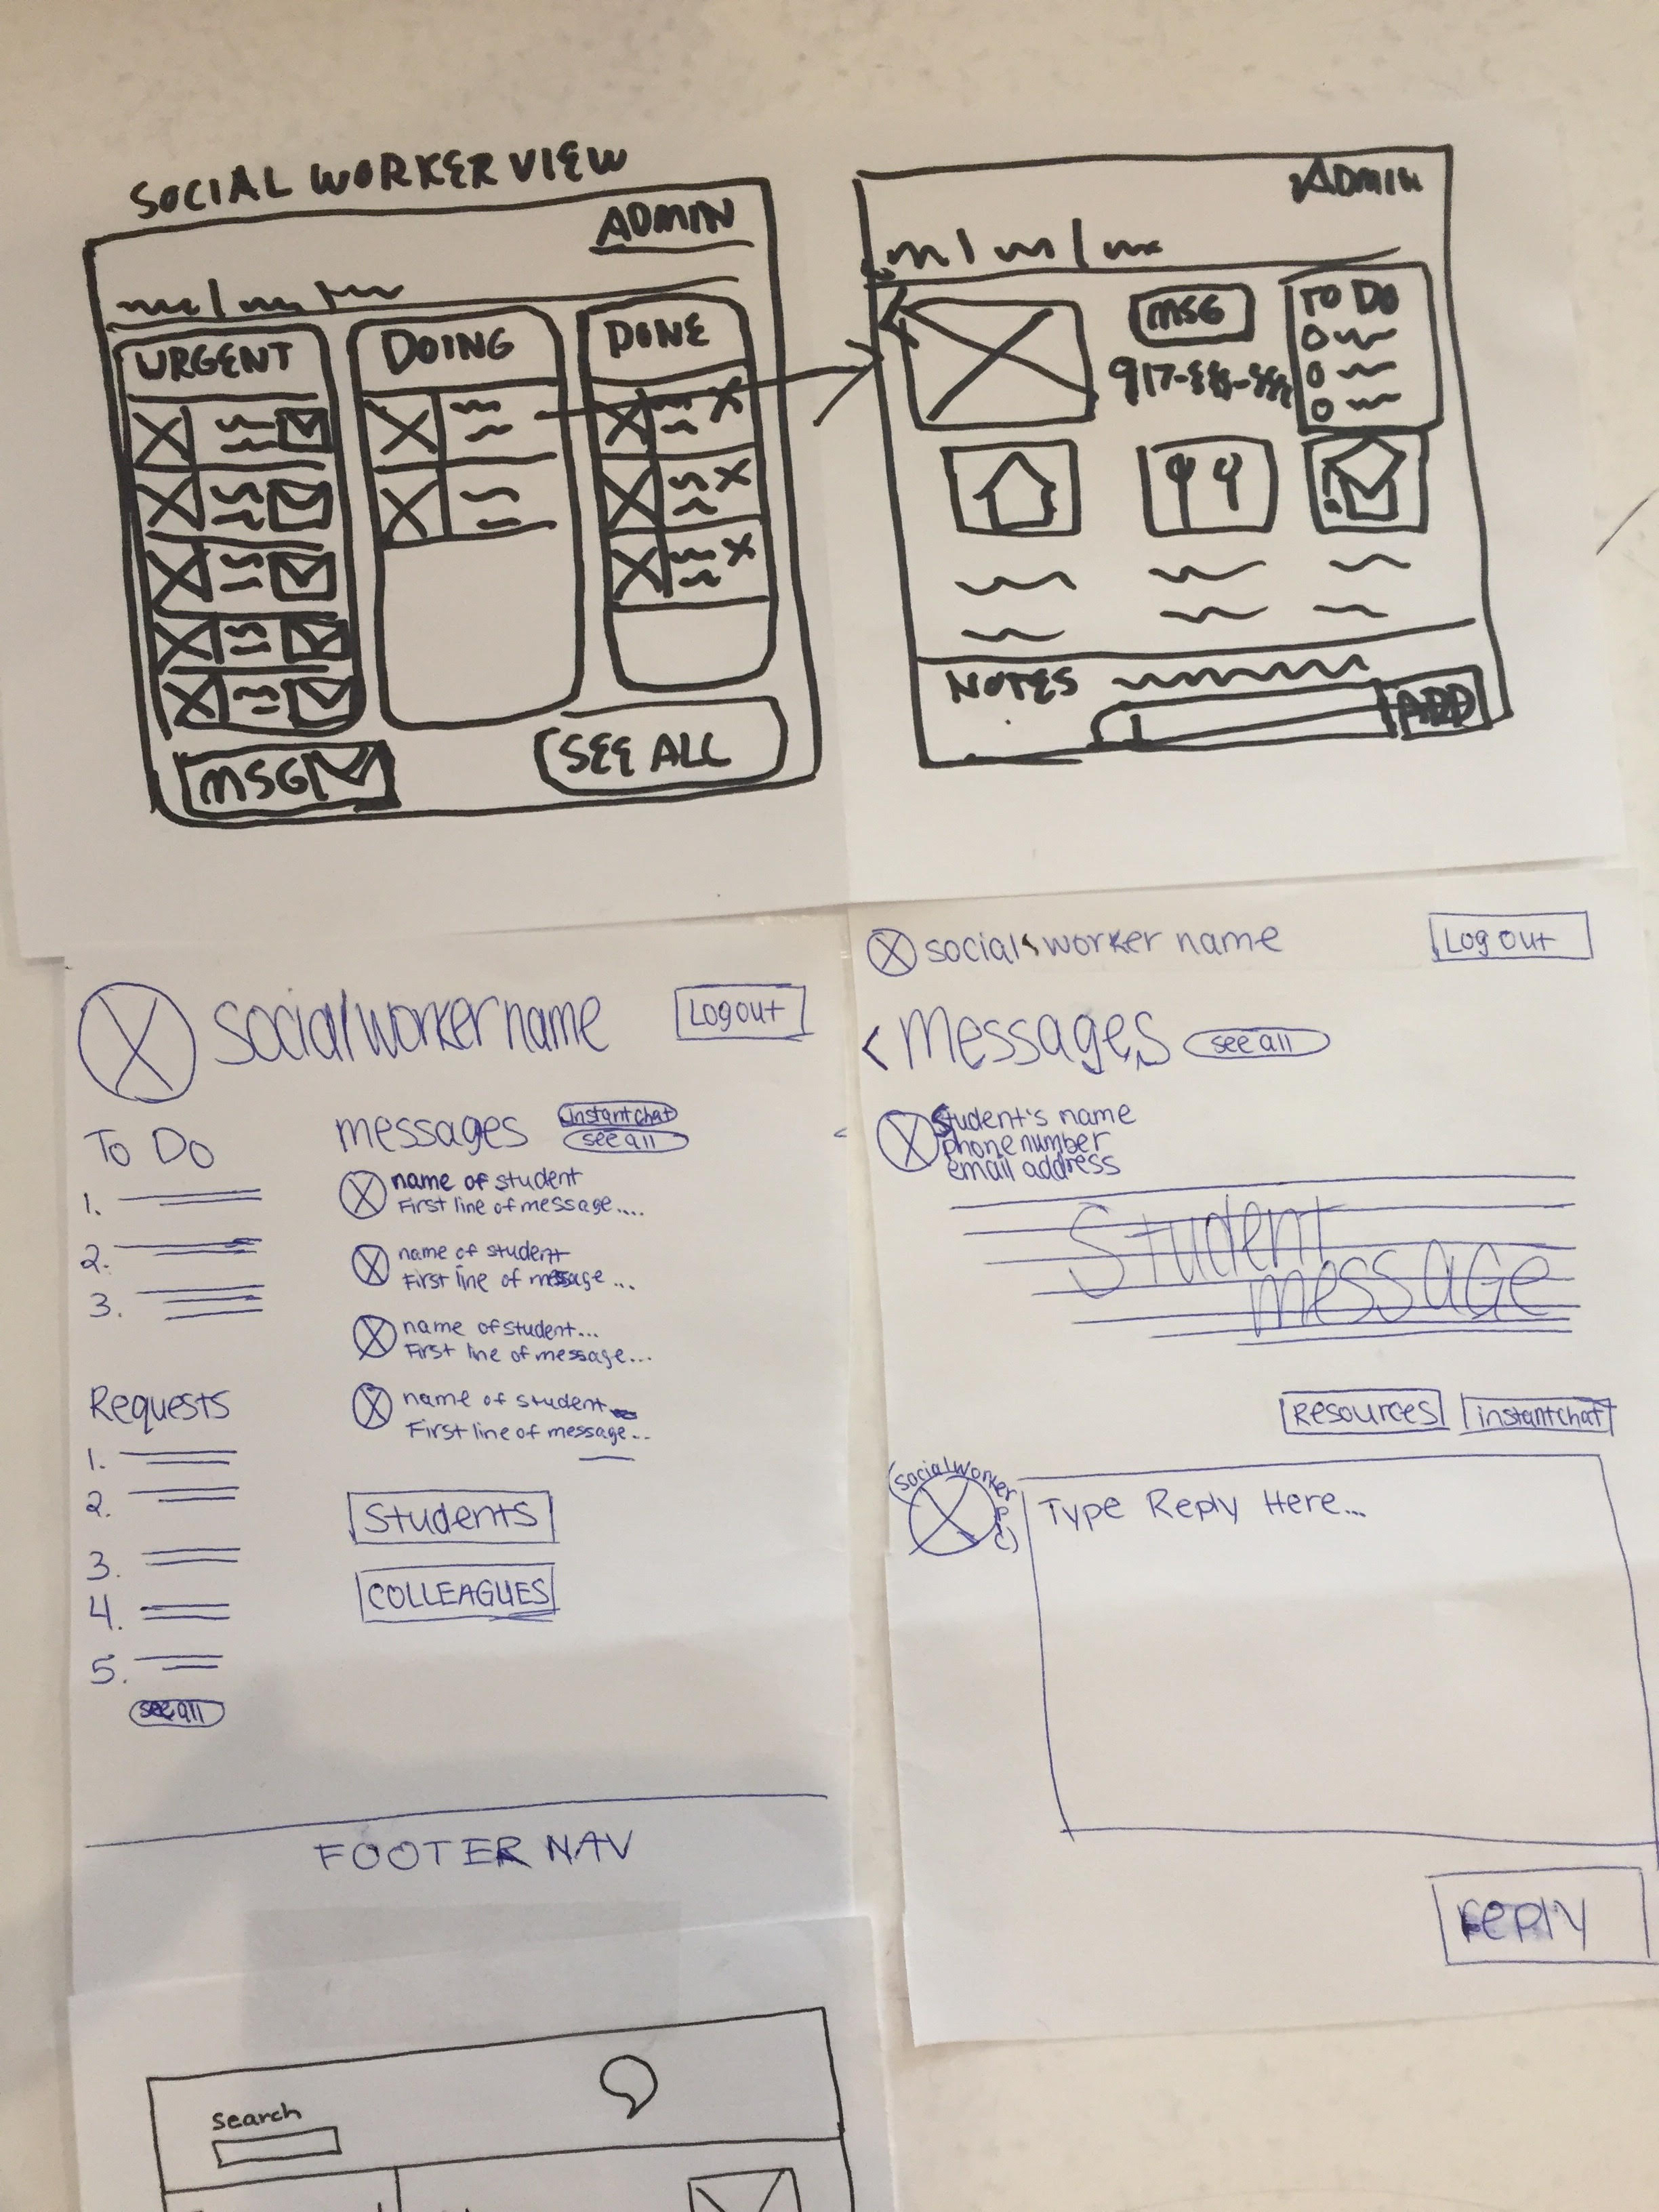 SOCIAL WORKER VIEW
ADMIN
URGENT
DOING
DONE
MSG
SEE ALL
ADMIN
MSG
917-
TO DO
NOTES
ADD
social worker name
Logout
To Do
1.
2.
3.
messages
instant chat
see all
name of student
First line of message....
name of student
First line of message...
name of student...
First line of message...
name of student
First line of message...
Requests
1.
2.
3.
4.
5.
see all
Students
COLLEAGUES
FOOTER NAV
social worker name
Log out
< Messages see all
Student's name
phone number
email address
Student
message
Resources
instant chat
(social worker pic)
Type Reply Here...
reply
Search